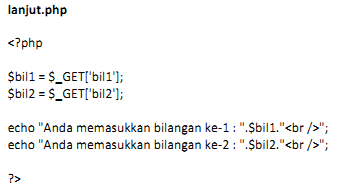 lanjut.php
<?php
$bil1 = $_GET['bil1'];
$bil2 = $_GET['bil2'];
echo "Anda memasukkan bilangan ke-1 : ".$bil1."<br />";
echo "Anda memasukkan bilangan ke-2 : ".$bil2."<br />";
?>